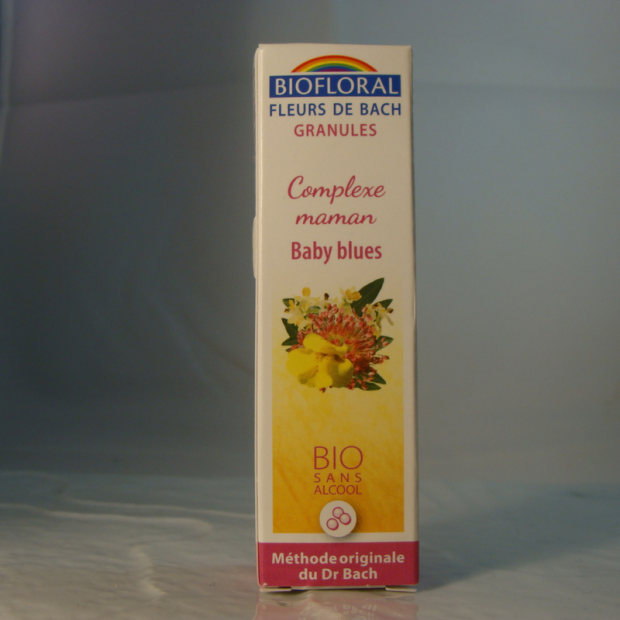 BIOFLORAL
FLEURS DE BACH
GRANULES
Complexe
maman
Baby blues
BIO
SANS
ALCOOL
Méthode originale
du Dr Bach